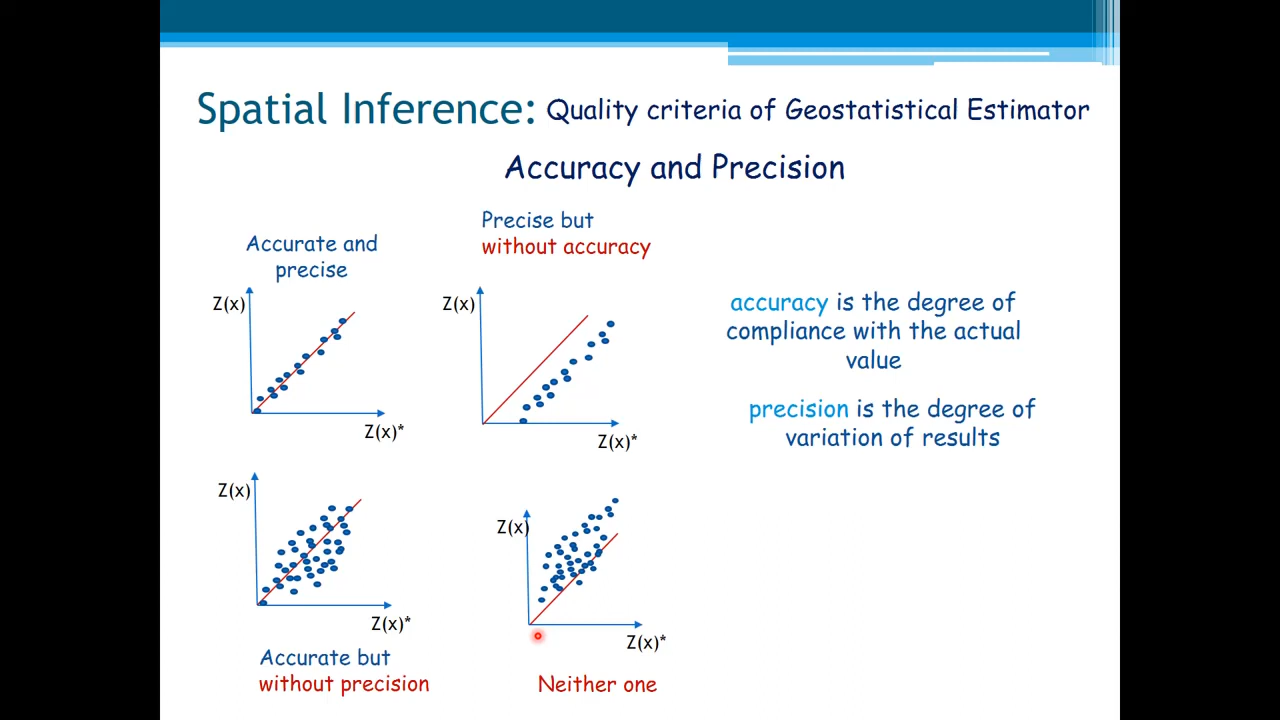 Spatial Inference: Quality criteria of Geostatistical Estimator
Accuracy and Precision
Accurate and
precise
Z(x)
Z(x)*
Precise but
without accuracy
Z(x)
Z(x)*
accuracy is the degree of
compliance with the actual
value
precision is the degree of
variation of results
Z(x)
Z(x)*
Accurate but
without precision
Z(x)
Z(x)*
Neither one